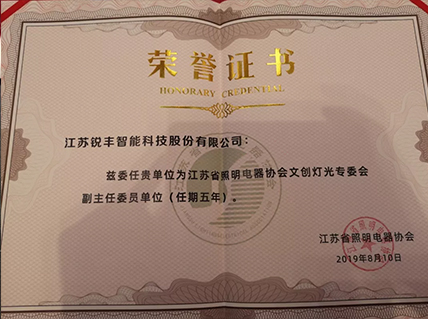 荣誉证书
HONORARY CREDENTIAL
江苏锐丰智能科技股份有限公司：
兹委任贵单位为江苏省照明电器协会文创灯光专委会
副主任委员单位（任期五年）。
江苏省照明电器协会
2019年8月10日